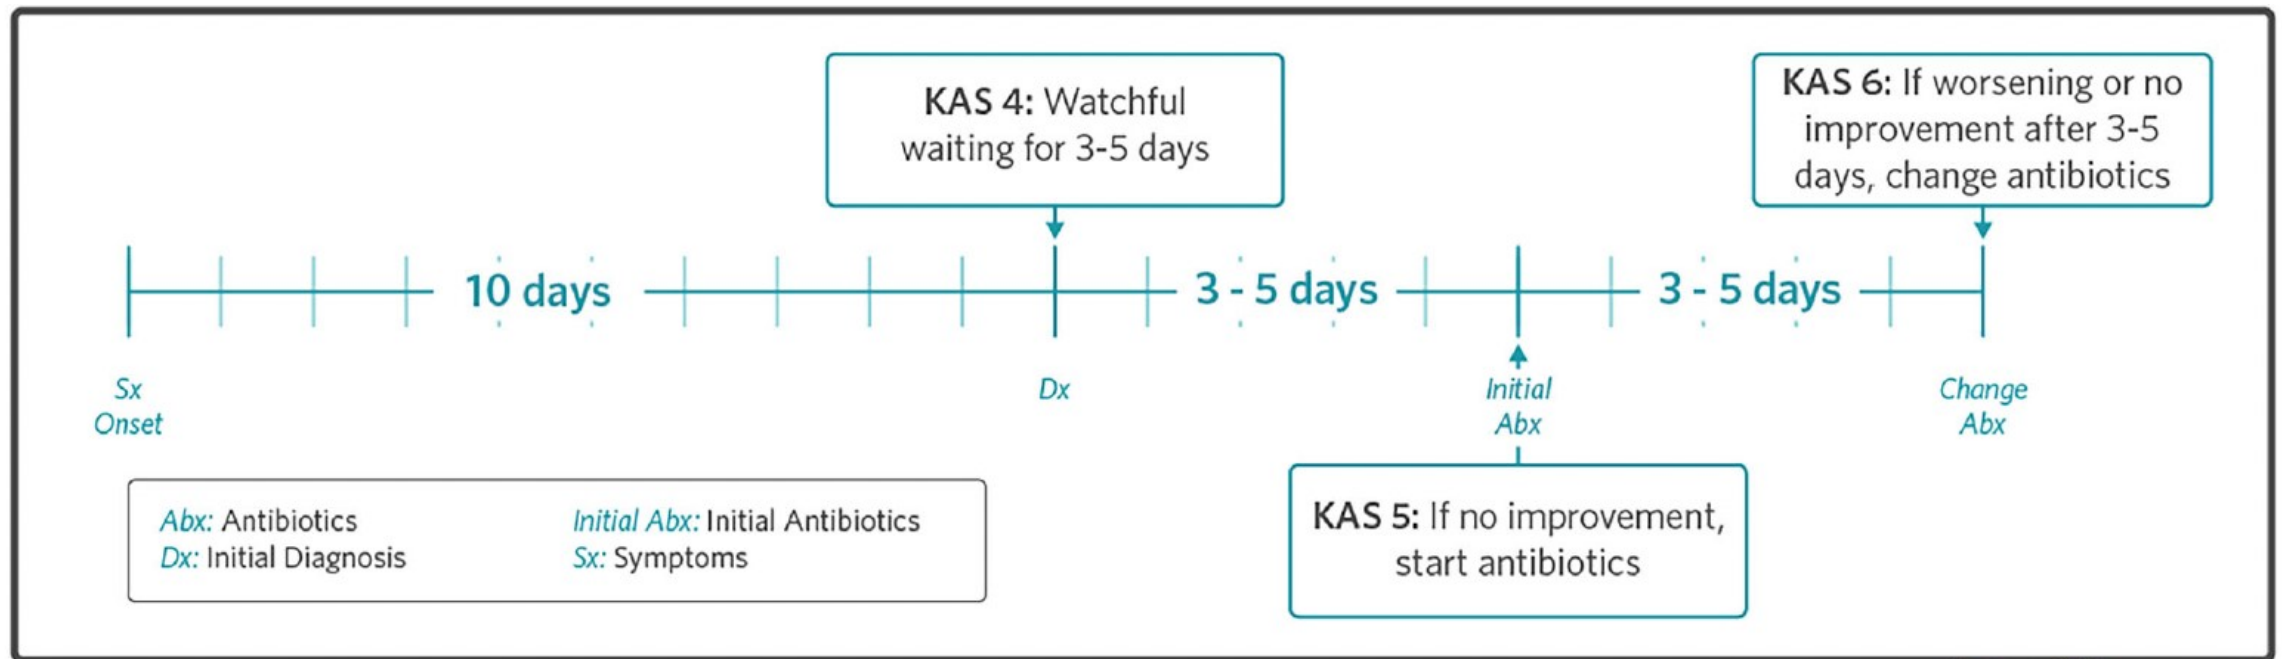 KAS 4: Watchful
waiting for 3-5 days
KAS 6: If worsening or no
improvement after 3-5
days, change antibiotics
10 days
3 - 5 days
3 - 5 days
Sx
Onset
Dx
Initial
Abx
Change
Abx
KAS 5: If no improvement,
start antibiotics
Abx: Antibiotics
Initial Abx: Initial Antibiotics
Dx: Initial Diagnosis
Sx: Symptoms